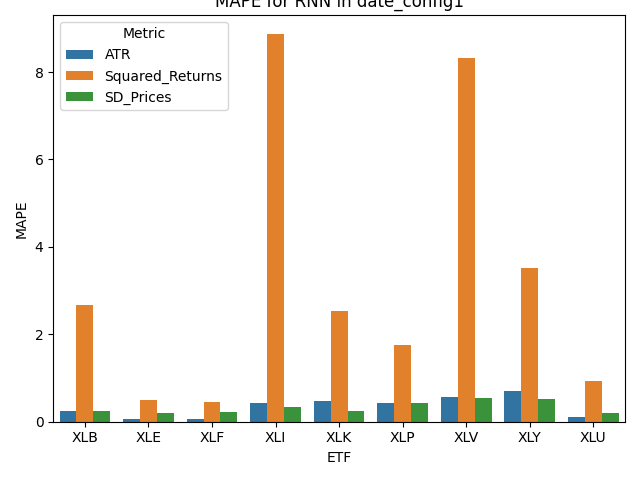 MAPE for RNN in date_config1
Metric
ATR
Squared_Returns
SD_Prices
MAPE
8
6
4
2
0
XLB XLE XLF XLI XLK XLP XLV XLY XLU
ETF